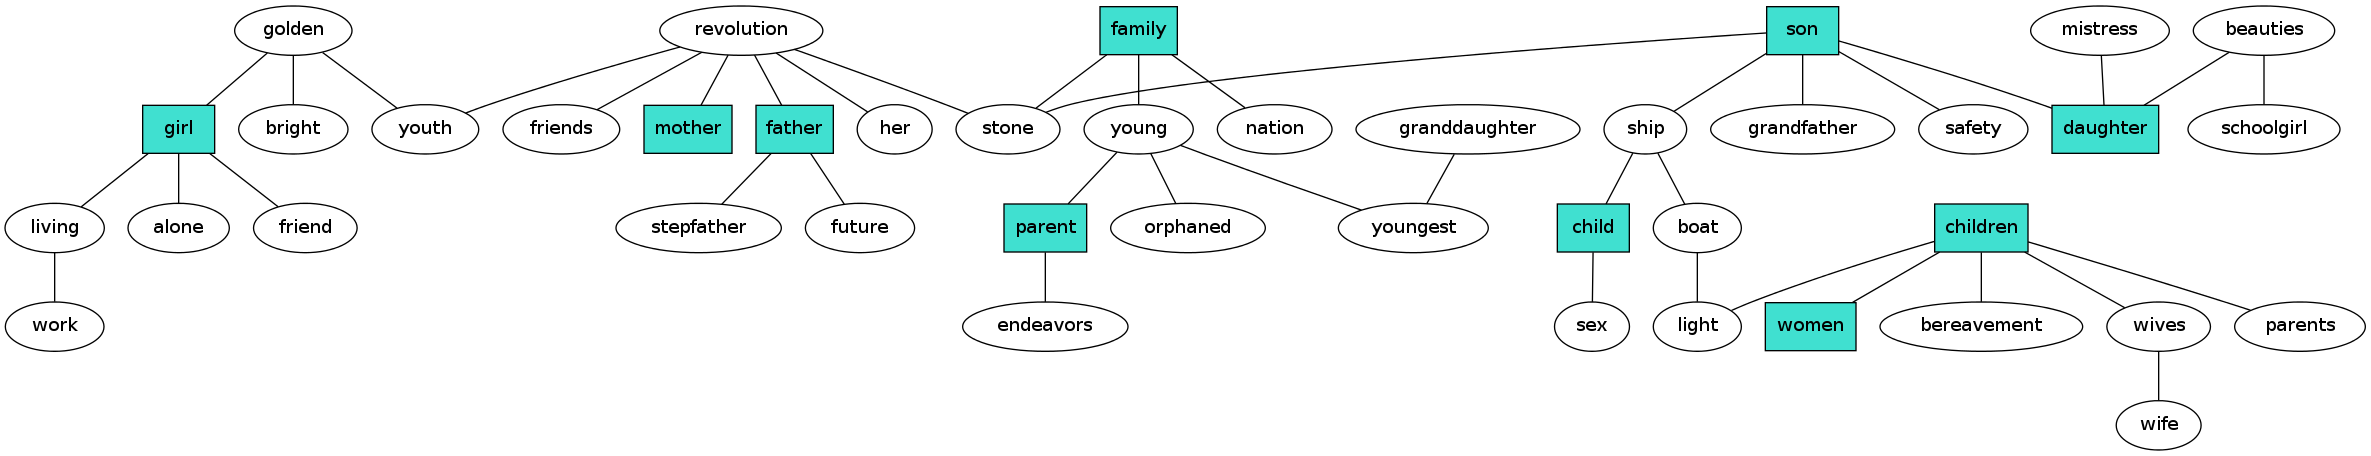 golden
revolution
family
son
mistress
beauties
girl
bright
youth
friends
mother
father
her
stone
young
nation
granddaughter
ship
grandfather
safety
daughter
schoolgirl
living
alone
friend
stepfather
future
parent
orphaned
youngest
child
boat
children
work
endeavors
sex
light
women
bereavement
wives
parents
wife